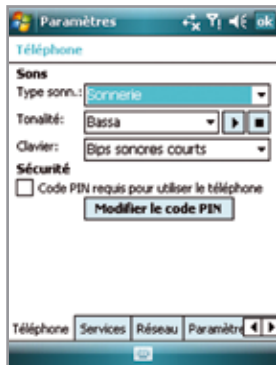 Paramètres ok
Téléphone
Sons
Type sonn.: Sonnerie
Tonalité: Bassa
Clavier: Bips sonores courts
Sécurité
Code PIN requis pour utiliser le téléphone
Modifier le code PIN
Téléphone Services Réseau Paramètre